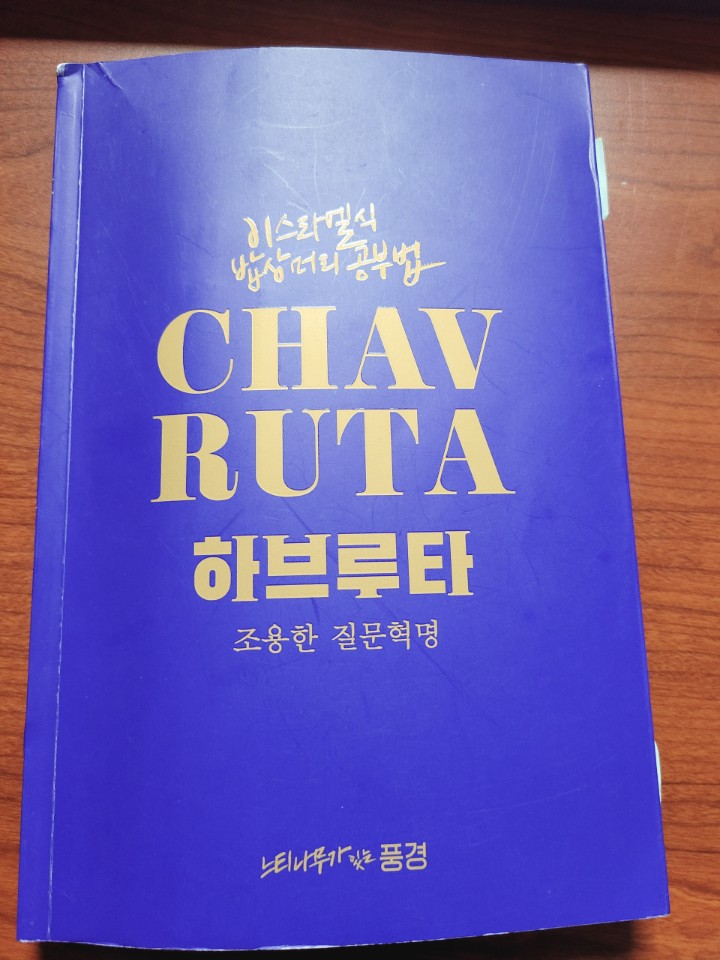 이스라엘식
밥상머리 공부법
CHAV
RUTA
하브루타
조용한 질문혁명
느티나무가 있는 풍경